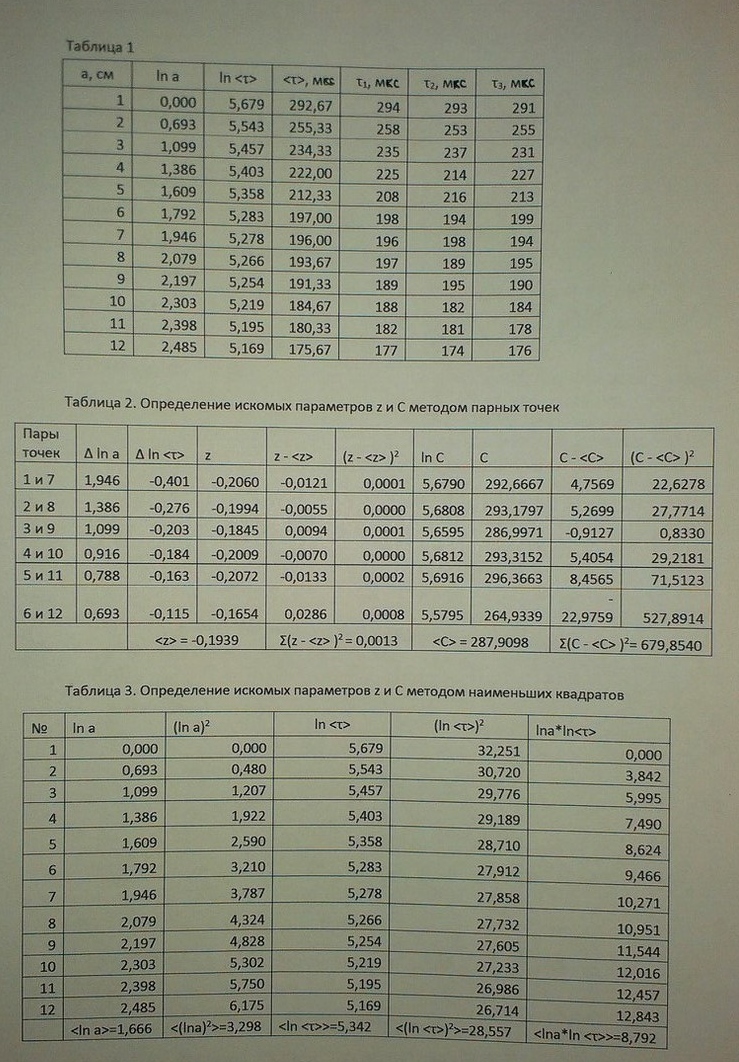 Таблица 1
a, см ln a ln <τ> <τ>, мкс τ₁, мкс τ₂, мкс τ₃, мкс
1 0,000 5,679 292,67 294 293 291
2 0,693 5,543 255,33 258 253 255
3 1,099 5,457 234,33 235 237 231
4 1,386 5,403 222,00 225 214 227
5 1,609 5,358 212,33 208 216 213
6 1,792 5,283 197,00 198 194 199
7 1,946 5,278 196,00 196 198 194
8 2,079 5,266 193,67 197 189 195
9 2,197 5,254 191,33 189 195 190
10 2,303 5,219 184,67 188 182 184
11 2,398 5,195 180,33 182 181 178
12 2,485 5,169 175,67 177 174 176
Таблица 2. Определение искомых параметров z и C методом парных точек
Пары
точек Δ ln a Δ ln <τ> z z - <z> (z - <z> )² ln C C C - <C> (C - <C> )²
1 и 7 1,946 -0,401 -0,2060 -0,0121 0,0001 5,6790 292,6667 4,7569 22,6278
2 и 8 1,386 -0,276 -0,1994 -0,0055 0,0000 5,6808 293,1797 5,2699 27,7714
3 и 9 1,099 -0,203 -0,1845 0,0094 0,0001 5,6595 286,9971 -0,9127 0,8330
4 и 10 0,916 -0,184 -0,2009 -0,0070 0,0000 5,6812 293,3152 5,4054 29,2181
5 и 11 0,788 -0,163 -0,2072 -0,0133 0,0002 5,6916 296,3663 8,4565 71,5123
-
6 и 12 0,693 -0,115 -0,1654 0,0286 0,0008 5,5795 264,9339 22,9759 527,8914
<z> = -0,1939 Σ(z - <z> )²= 0,0013 <C> = 287,9098 Σ(C - <C> )²= 679,8540
Таблица 3. Определение искомых параметров z и C методом наименьших квадратов
№ ln a (ln a)² ln <τ> (ln <τ>)² lna*ln<τ>
1 0,000 0,000 5,679 32,251 0,000
2 0,693 0,480 5,543 30,720 3,842
3 1,099 1,207 5,457 29,776 5,995
4 1,386 1,922 5,403 29,189 7,490
5 1,609 2,590 5,358 28,710 8,624
6 1,792 3,210 5,283 27,912 9,466
7 1,946 3,787 5,278 27,858 10,271
8 2,079 4,324 5,266 27,732 10,951
9 2,197 4,828 5,254 27,605 11,544
10 2,303 5,302 5,219 27,233 12,016
11 2,398 5,750 5,195 26,986 12,457
12 2,485 6,175 5,169 26,714 12,843
<ln a>=1,666 <(lna)²>=3,298 <ln <τ>>=5,342 <(ln <τ>)²>=28,557 <lna*ln <τ>>=8,792